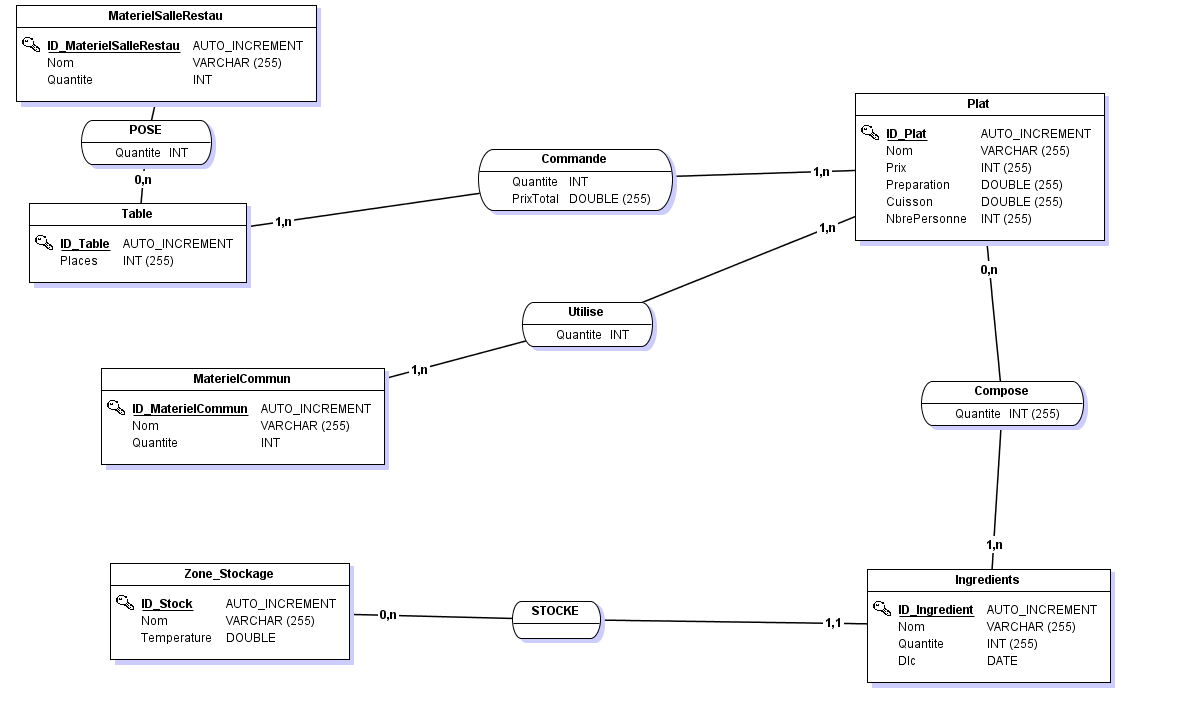 MaterielSalleRestau
ID_MaterielSalleRestau AUTO_INCREMENT
Nom VARCHAR (255)
Quantite INT
POSE
Quantite INT
0,n
Table
ID_Table AUTO_INCREMENT
Places INT (255)
1,n
Commande
Quantite INT
PrixTotal DOUBLE (255)
1,n
Plat
ID_Plat AUTO_INCREMENT
Nom VARCHAR (255)
Prix INT (255)
Preparation DOUBLE (255)
Cuisson DOUBLE (255)
NbrePersonne INT (255)
1,n
0,n
Utilise
Quantite INT
1,n
MaterielCommun
ID_MaterielCommun AUTO_INCREMENT
Nom VARCHAR (255)
Quantite INT
Compose
Quantite INT (255)
1,n
Zone_Stockage
ID_Stock AUTO_INCREMENT
Nom VARCHAR (255)
Temperature DOUBLE
0,n
STOCKE
1,1
Ingredients
ID_Ingredient AUTO_INCREMENT
Nom VARCHAR (255)
Quantite INT (255)
Dlc DATE